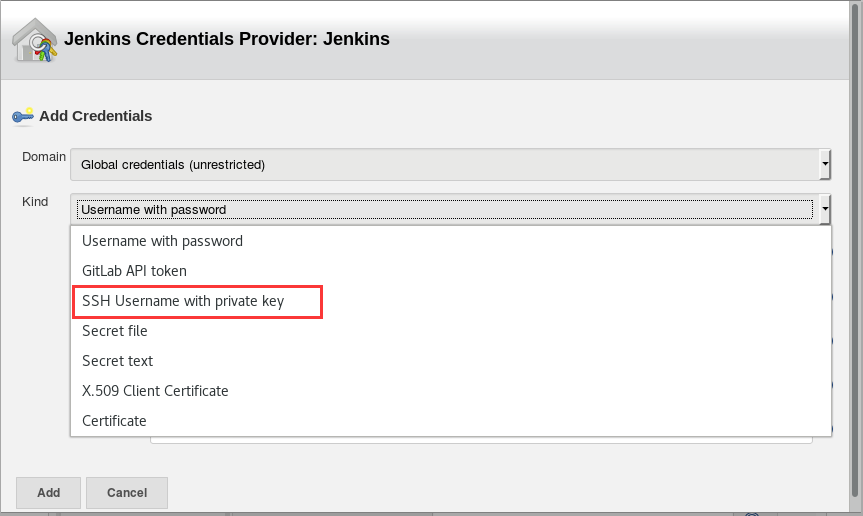 Jenkins Credentials Provider: Jenkins
Add Credentials
Domain
Global credentials (unrestricted)
Kind
Username with password
Username with password
GitLab API token
SSH Username with private key
Secret file
Secret text
X.509 Client Certificate
Certificate
Add
Cancel